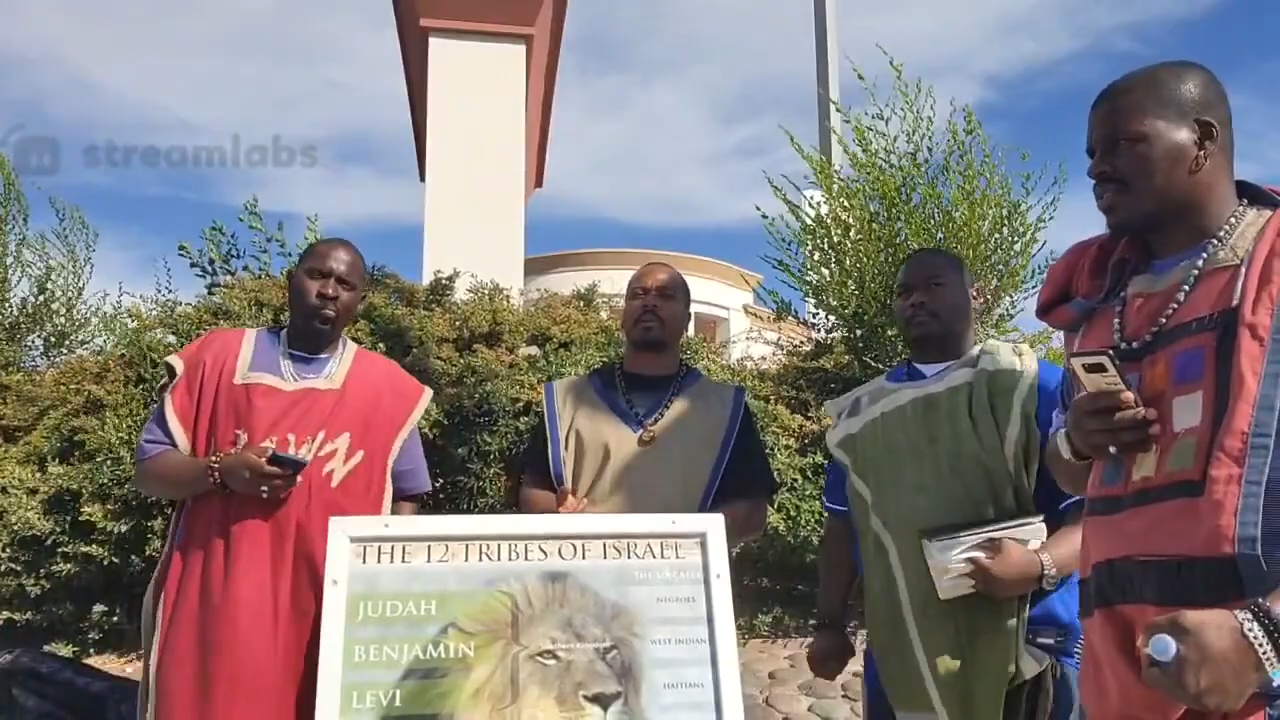 streamlabs
THE 12 TRIBES OF ISRAEL
JUDAH
NEGROES
BENJAMIN
WEST INDIAN
LEVI
HAITIANS